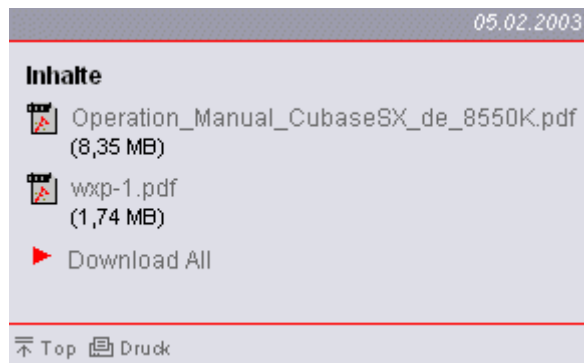 05.02.2003
Inhalte
Operation_Manual_CubaseSX_de_8550K.pdf
(8,35 MB)
wxp-1.pdf
(1,74 MB)
Download All
Top Druck